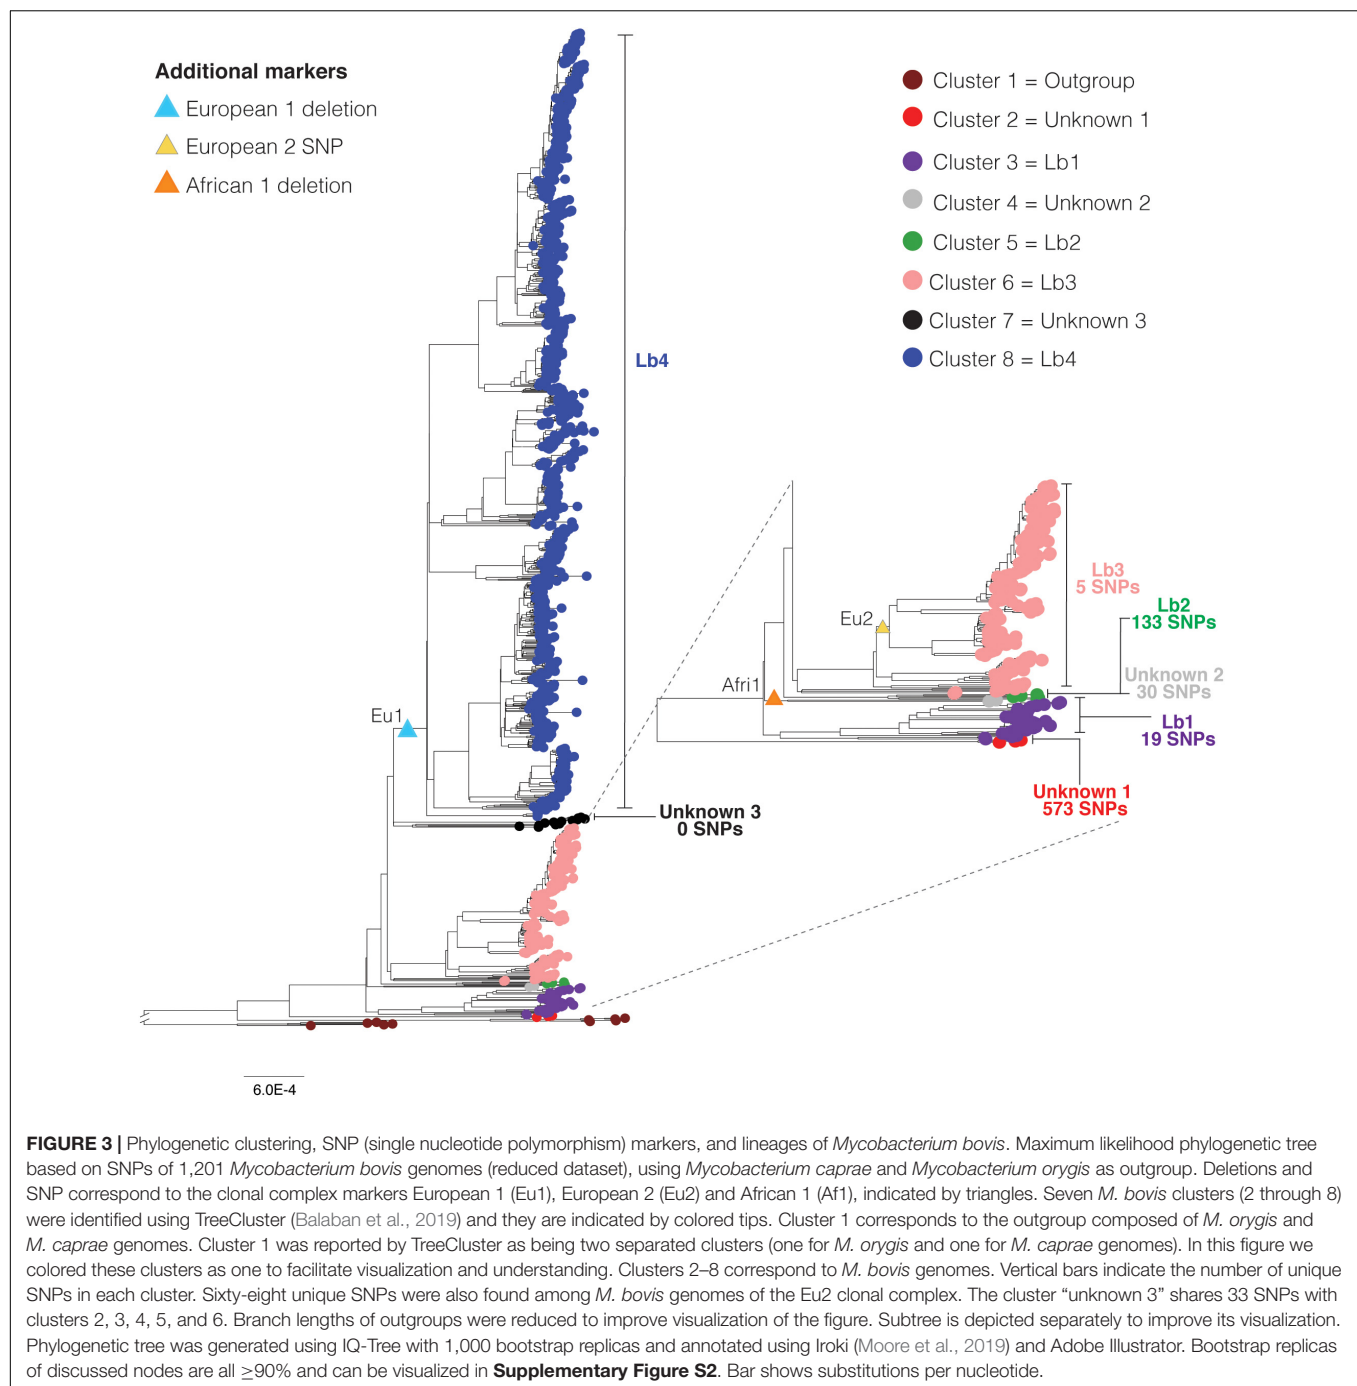 Additional markers
European 1 deletion
European 2 SNP
African 1 deletion
Cluster 1 = Outgroup
Cluster 2 = Unknown 1
Cluster 3 = Lb1
Cluster 4 = Unknown 2
Cluster 5 = Lb2
Cluster 6 = Lb3
Cluster 7 = Unknown 3
Cluster 8 = Lb4
Lb4
Eu1
Unknown 3
0 SNPs
Eu2
Afri1
Lb3
5 SNPs
Lb2
133 SNPs
Unknown 2
30 SNPs
Lb1
19 SNPs
Unknown 1
573 SNPs
6.0E-4
FIGURE 3 | Phylogenetic clustering, SNP (single nucleotide polymorphism) markers, and lineages of Mycobacterium bovis. Maximum likelihood phylogenetic tree
based on SNPs of 1,201 Mycobacterium bovis genomes (reduced dataset), using Mycobacterium caprae and Mycobacterium orygis as outgroup. Deletions and
SNP correspond to the clonal complex markers European 1 (Eu1), European 2 (Eu2) and African 1 (Af1), indicated by triangles. Seven M. bovis clusters (2 through 8)
were identified using TreeCluster (Balaban et al., 2019) and they are indicated by colored tips. Cluster 1 corresponds to the outgroup composed of M. orygis and
M. caprae genomes. Cluster 1 was reported by TreeCluster as being two separated clusters (one for M. orygis and one for M. caprae genomes). In this figure we
colored these clusters as one to facilitate visualization and understanding. Clusters 2–8 correspond to M. bovis genomes. Vertical bars indicate the number of unique
SNPs in each cluster. Sixty-eight unique SNPs were also found among M. bovis genomes of the Eu2 clonal complex. The cluster “unknown 3” shares 33 SNPs with
clusters 2, 3, 4, 5, and 6. Branch lengths of outgroups were reduced to improve visualization of the figure. Subtree is depicted separately to improve its visualization.
Phylogenetic tree was generated using IQ-Tree with 1,000 bootstrap replicas and annotated using Iroki (Moore et al., 2019) and Adobe Illustrator. Bootstrap replicas
of discussed nodes are all ≥90% and can be visualized in Supplementary Figure S2. Bar shows substitutions per nucleotide.